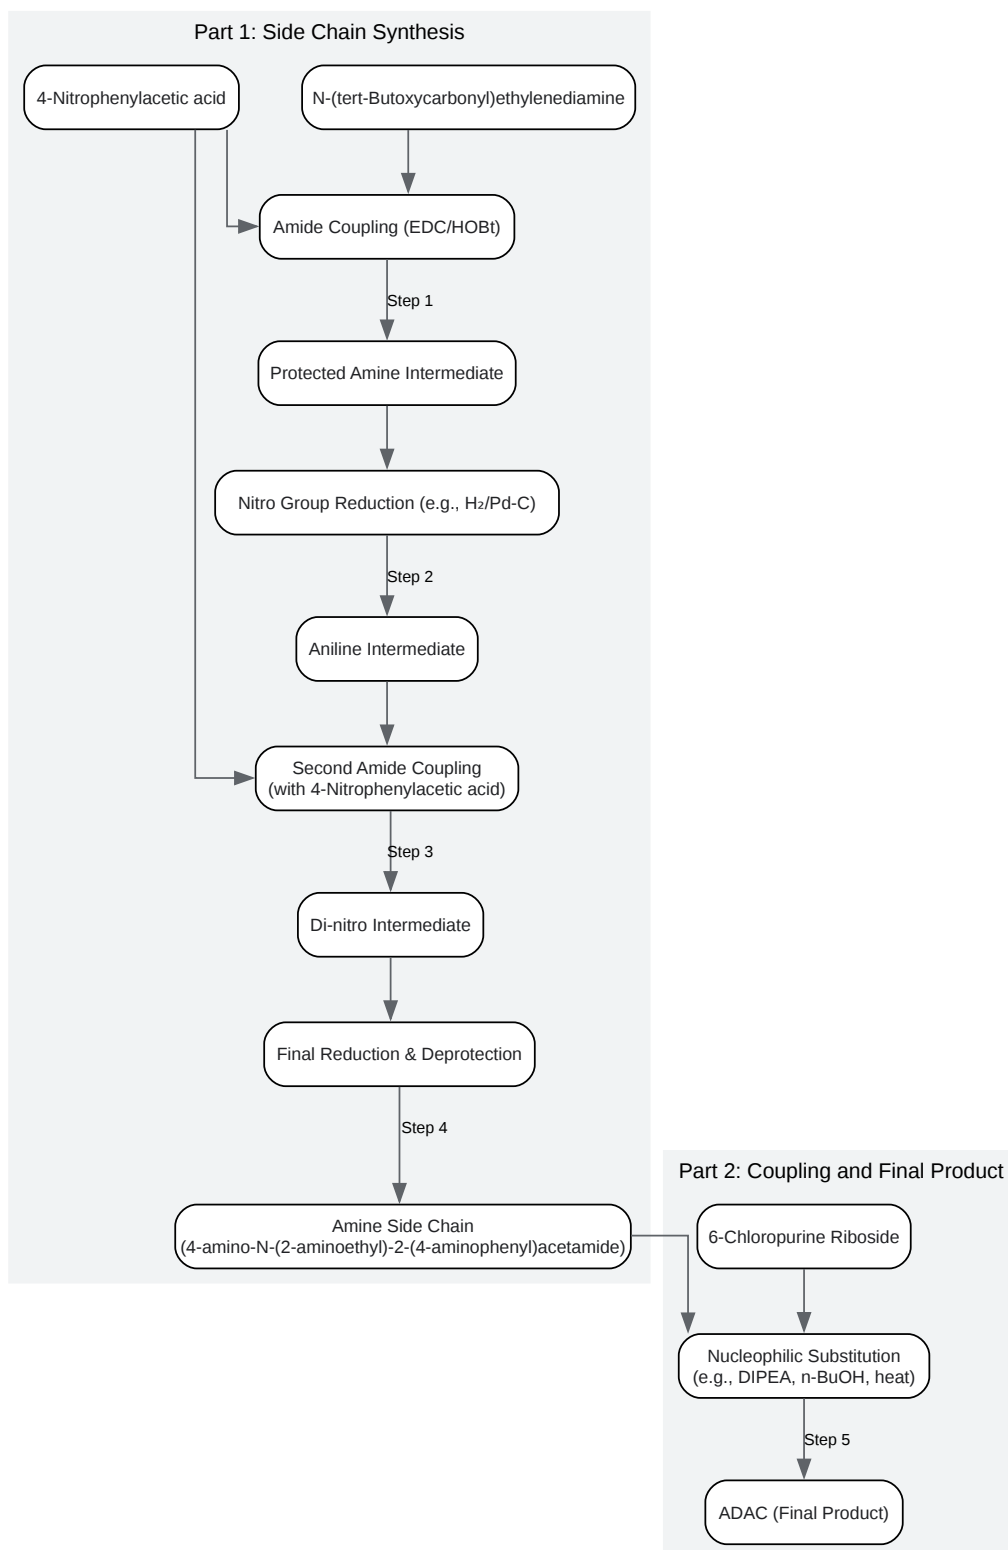 Part 1: Side Chain Synthesis
4-Nitrophenylacetic acid
N-(tert-Butoxycarbonyl)ethylenediamine
Amide Coupling (EDC/HOBt)
Step 1
Protected Amine Intermediate
Nitro Group Reduction (e.g., H₂/Pd-C)
Step 2
Aniline Intermediate
Second Amide Coupling
(with 4-Nitrophenylacetic acid)
Step 3
Di-nitro Intermediate
Final Reduction & Deprotection
Step 4
Amine Side Chain
(4-amino-N-(2-aminoethyl)-2-(4-aminophenyl)acetamide)
Part 2: Coupling and Final Product
6-Chloropurine Riboside
Nucleophilic Substitution
(e.g., DIPEA, n-BuOH, heat)
Step 5
ADAC (Final Product)